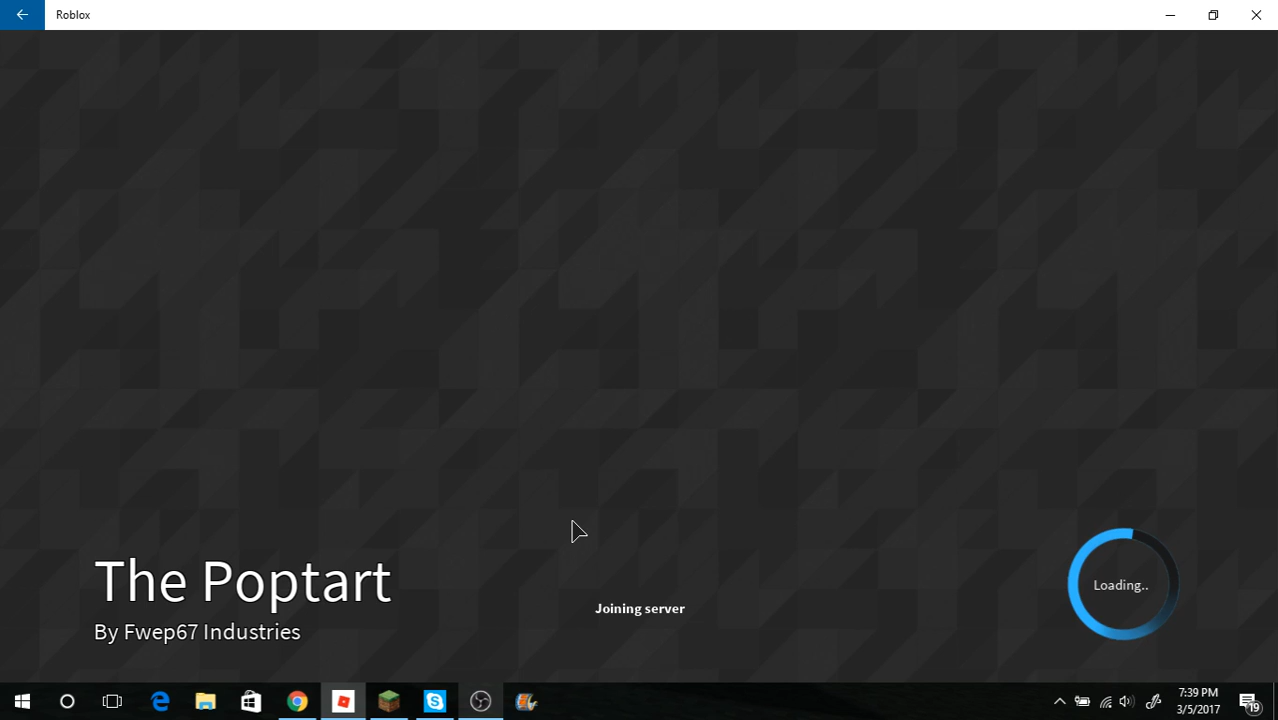 Roblox
The Poptart
By Fwep67 Industries
Joining server
Loading..
7:39 PM
3/5/2017
19